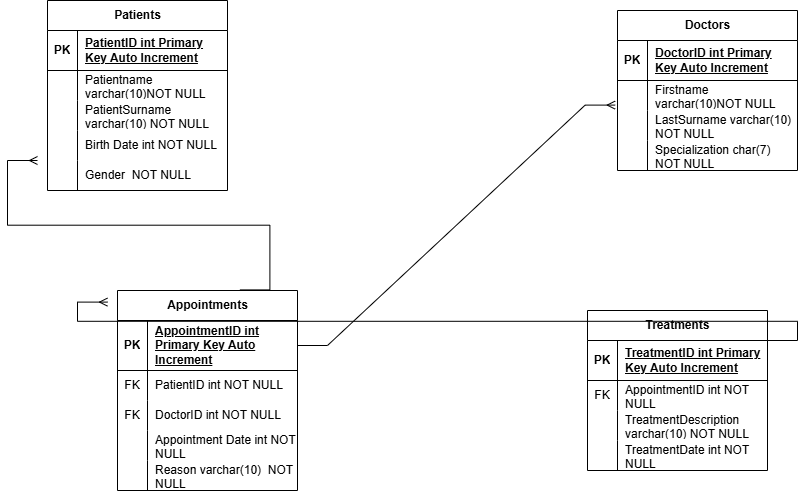 Patients
PK
PatientID int Primary
Key Auto Increment
Patientname
varchar(10)NOT NULL
PatientSurname
varchar(10) NOT NULL
Birth Date int NOT NULL
Gender  NOT NULL
Doctors
PK
DoctorID int Primary
Key Auto Increment
Firstname
varchar(10)NOT NULL
LastSurname varchar(10)
NOT NULL
Specialization char(7)
NOT NULL
Appointments
PK
AppointmentID int
Primary Key Auto
Increment
FK
PatientID int NOT NULL
FK
DoctorID int NOT NULL
Appointment Date int NOT
NULL
Reason varchar(10)  NOT
NULL
Treatments
PK
TreatmentID int Primary
Key Auto Increment
FK
AppointmentID int NOT
NULL
TreatmentDescription
varchar(10) NOT NULL
TreatmentDate int NOT
NULL